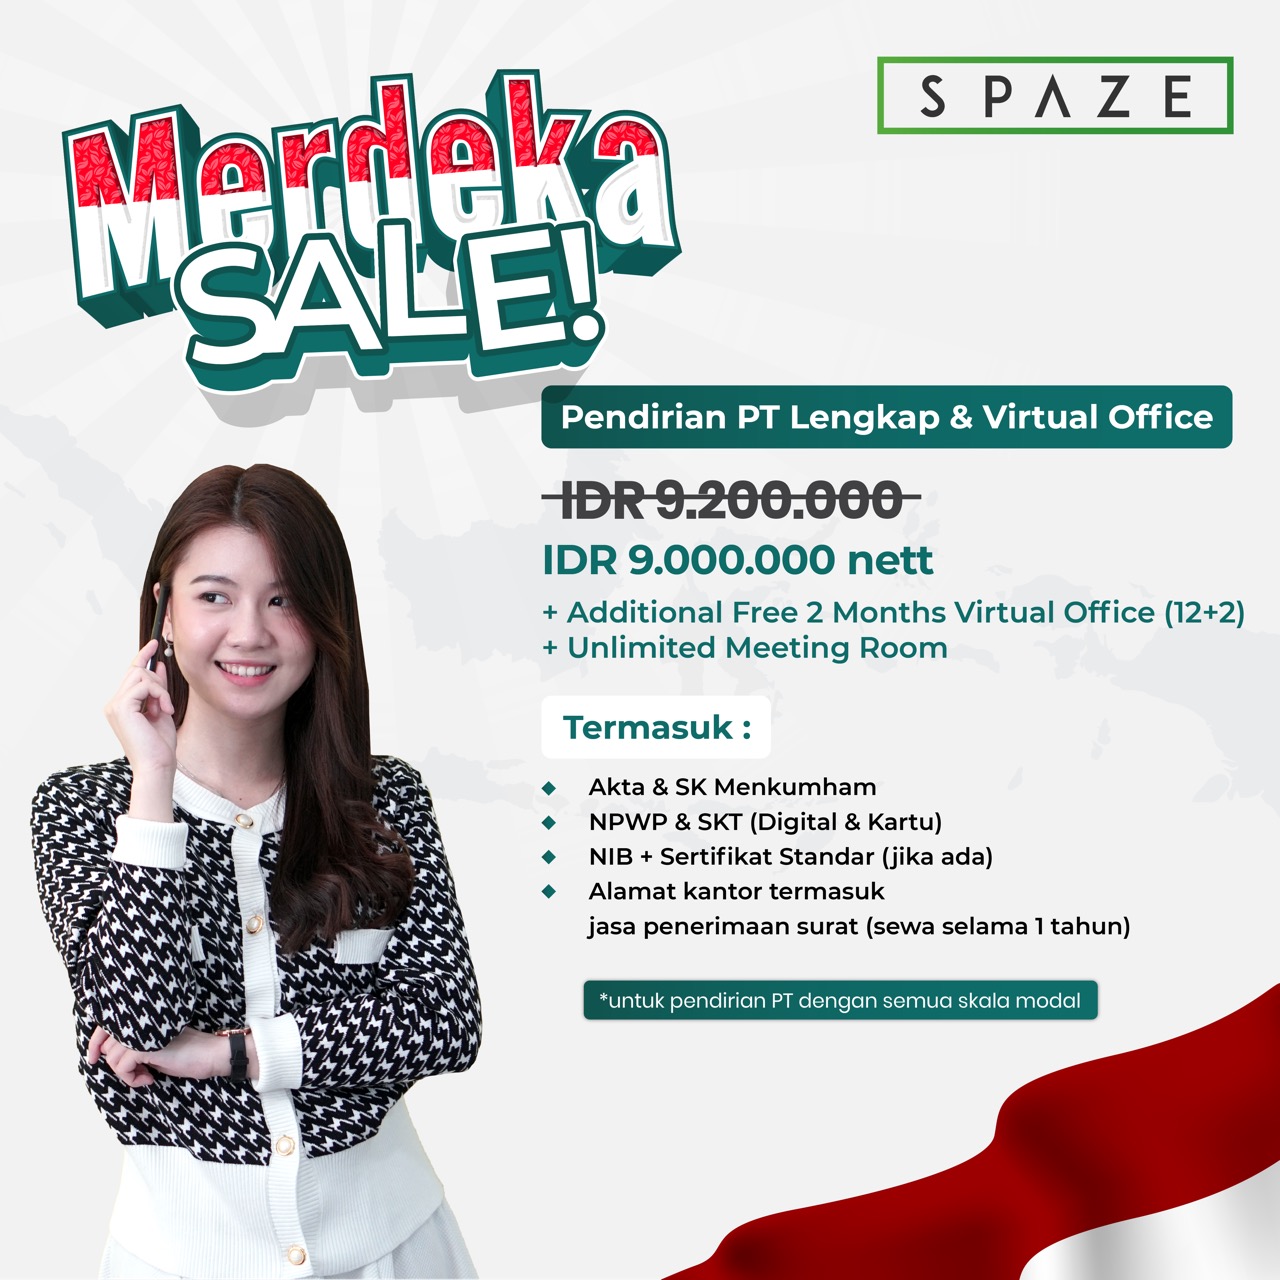 Merdeka
SALE!
SPAZE
Pendirian PT Lengkap & Virtual Office
IDR 9.200.000
IDR 9.000.000 nett
+ Additional Free 2 Months Virtual Office (12+2)
+ Unlimited Meeting Room
Termasuk :
Akta & SK Menkumham
NPWP & SKT (Digital & Kartu)
NIB + Sertifikat Standar (jika ada)
Alamat kantor termasuk
jasa penerimaan surat (sewa selama 1 tahun)
*untuk pendirian PT dengan semua skala modal